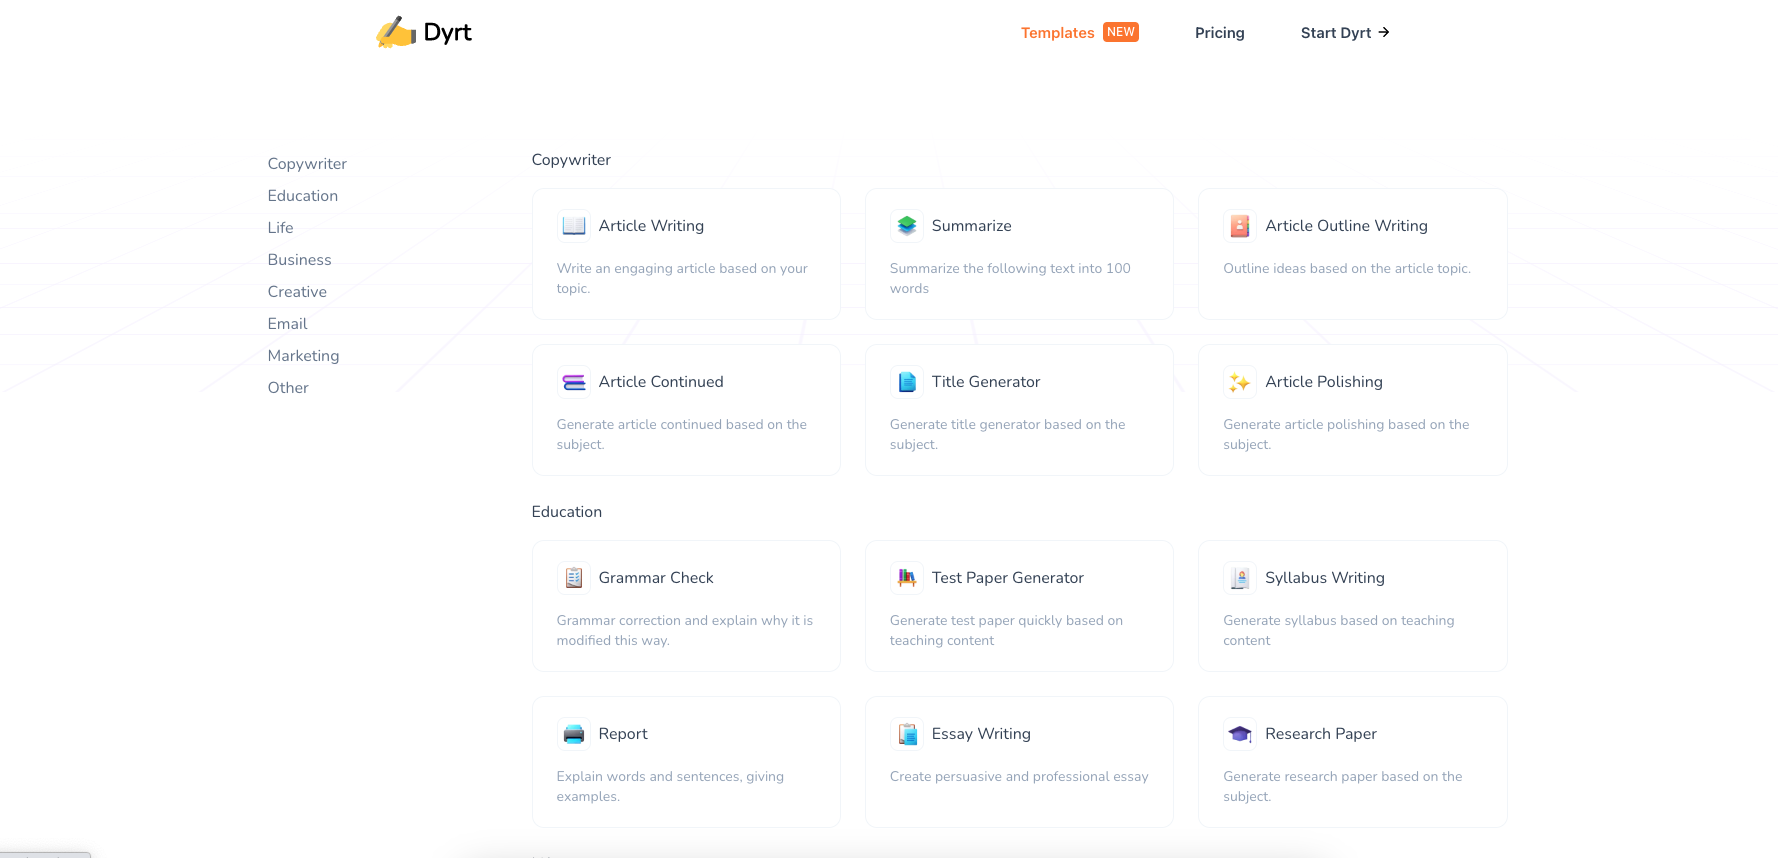 Dyrt
Templates NEW Pricing Start Dyrt →
Copywriter
Education
Life
Business
Creative
Email
Marketing
Other
Copywriter
Article Writing
Write an engaging article based on your
topic.
Summarize
Summarize the following text into 100
words
Article Outline Writing
Outline ideas based on the article topic.
Article Continued
Generate article continued based on the
subject.
Title Generator
Generate title generator based on the
subject.
Article Polishing
Generate article polishing based on the
subject.
Education
Grammar Check
Grammar correction and explain why it is
modified this way.
Test Paper Generator
Generate test paper quickly based on
teaching content
Syllabus Writing
Generate syllabus based on teaching
content
Report
Explain words and sentences, giving
examples.
Essay Writing
Create persuasive and professional essay
Research Paper
Generate research paper based on the
subject.